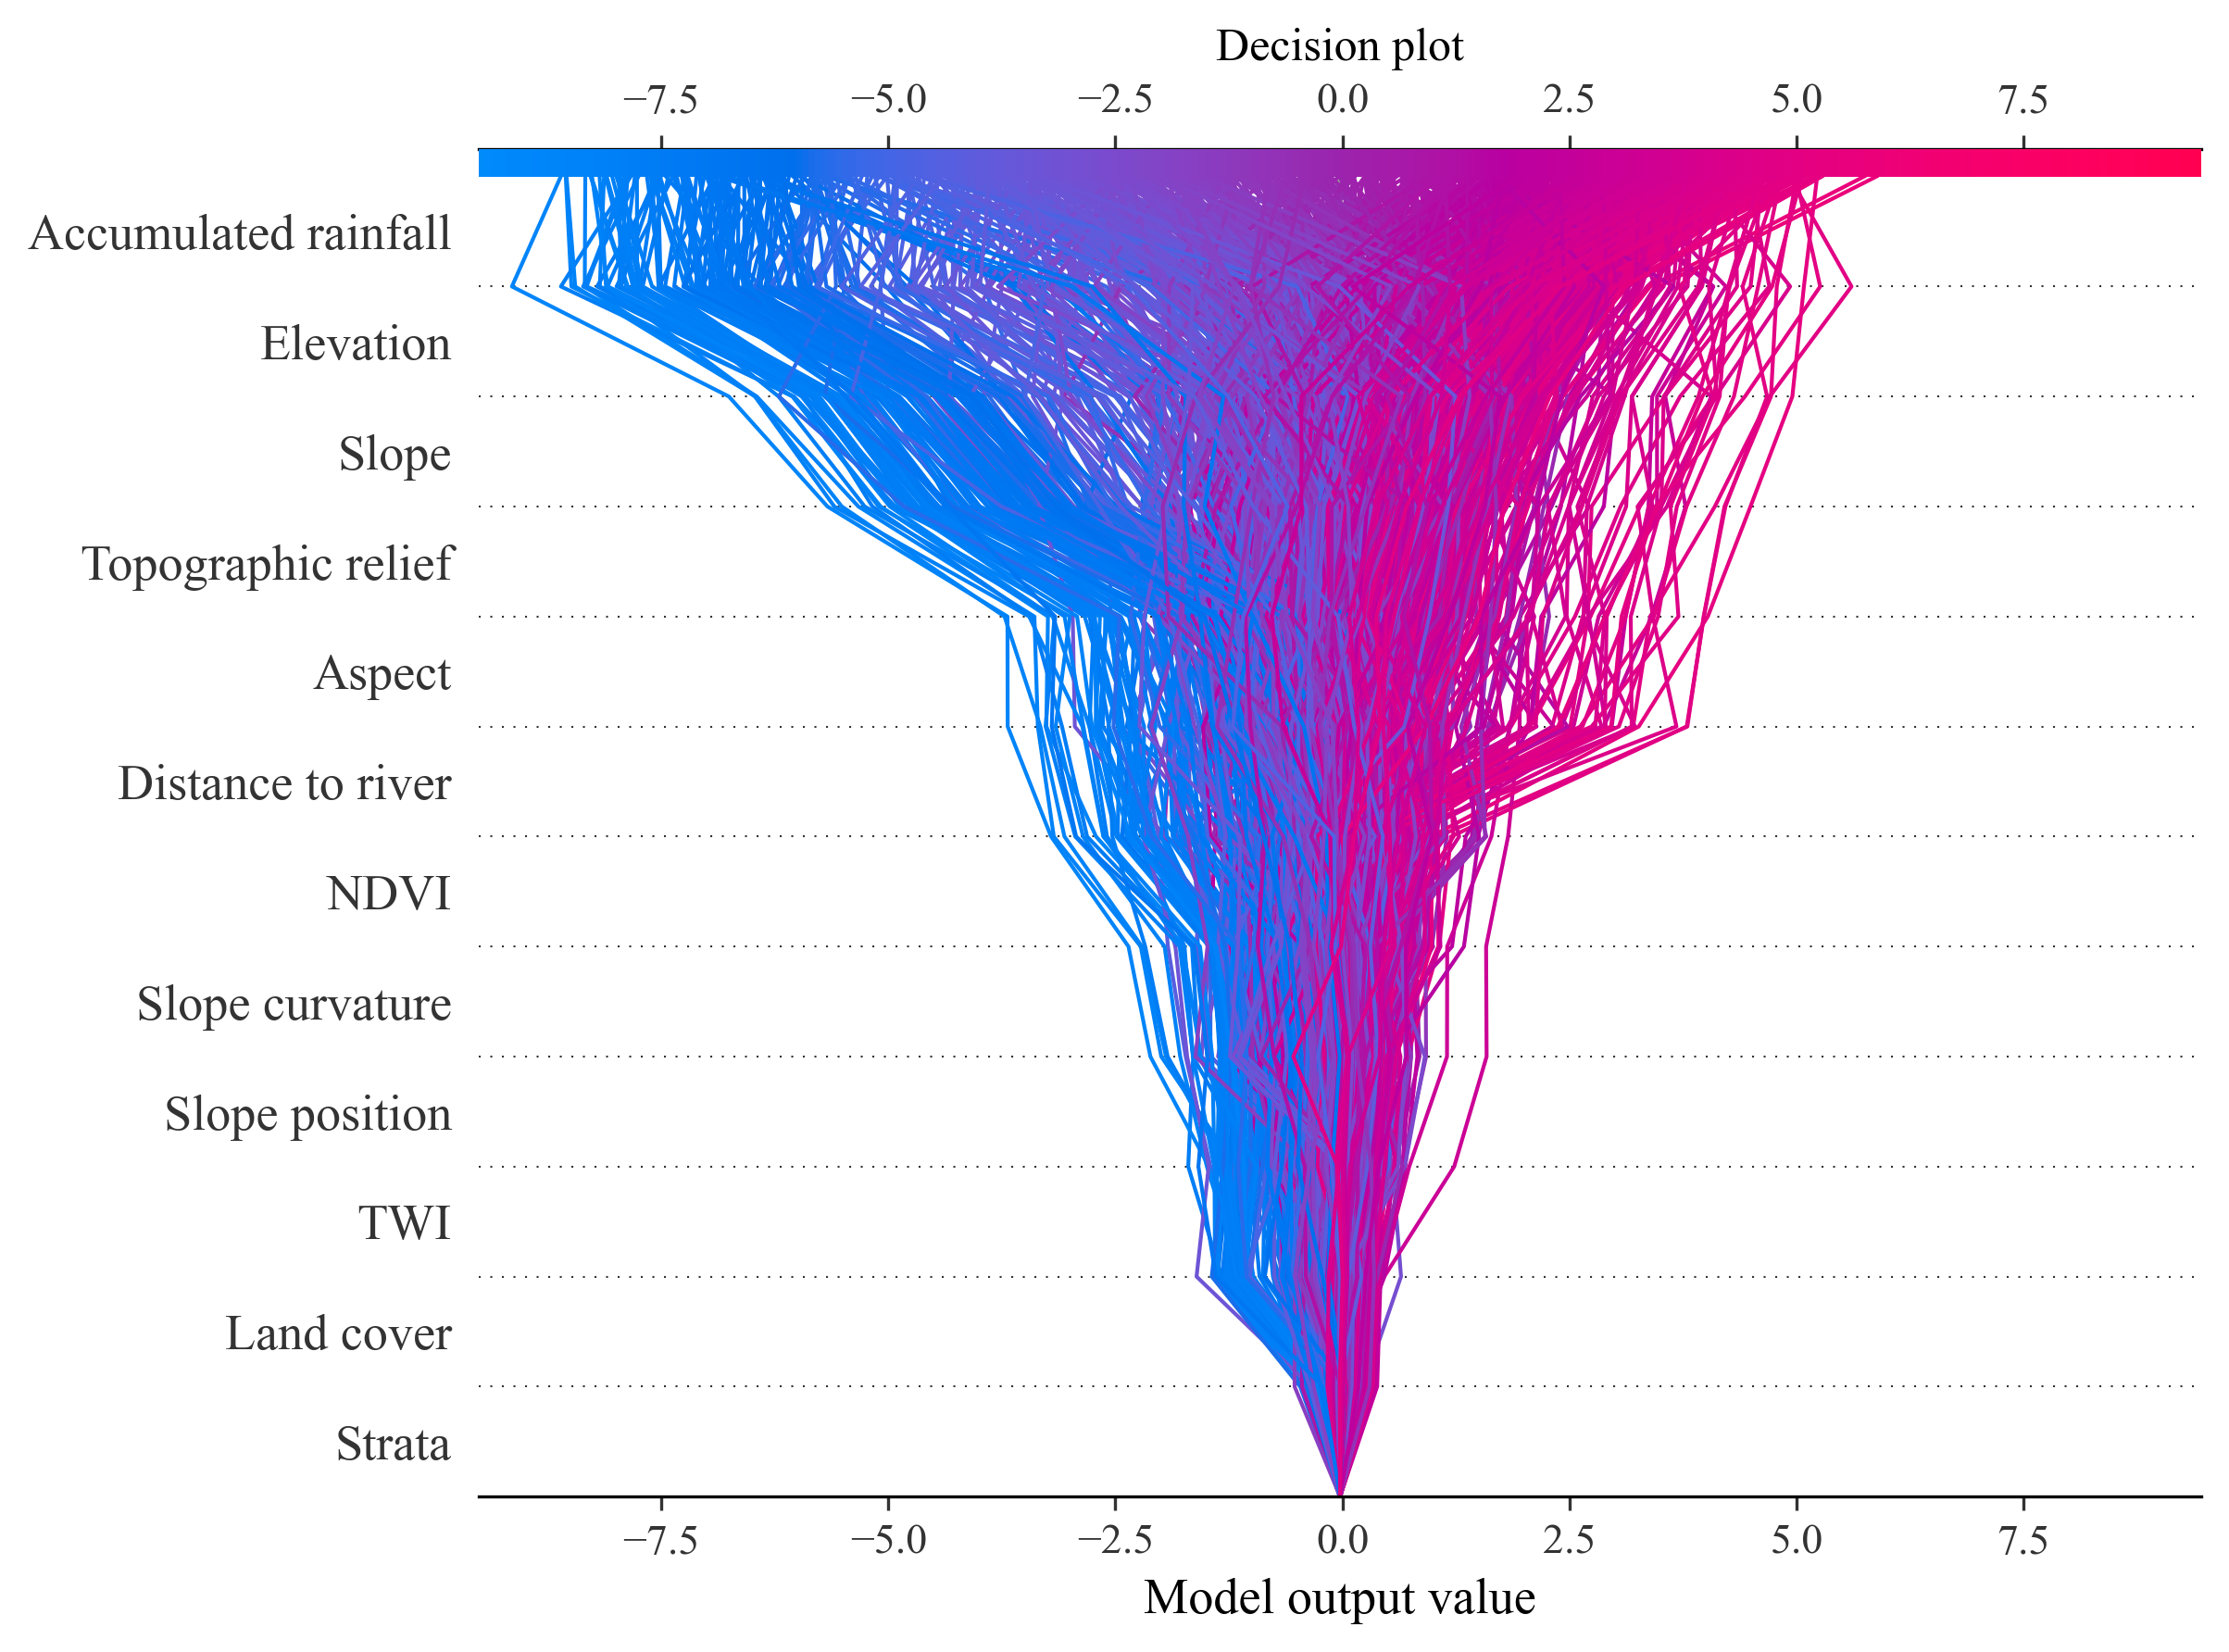 Decision plot
−7.5 −5.0 −2.5 0.0 2.5 5.0 7.5
Accumulated rainfall
Elevation
Slope
Topographic relief
Aspect
Distance to river
NDVI
Slope curvature
Slope position
TWI
Land cover
Strata
−7.5 −5.0 −2.5 0.0 2.5 5.0 7.5
Model output value